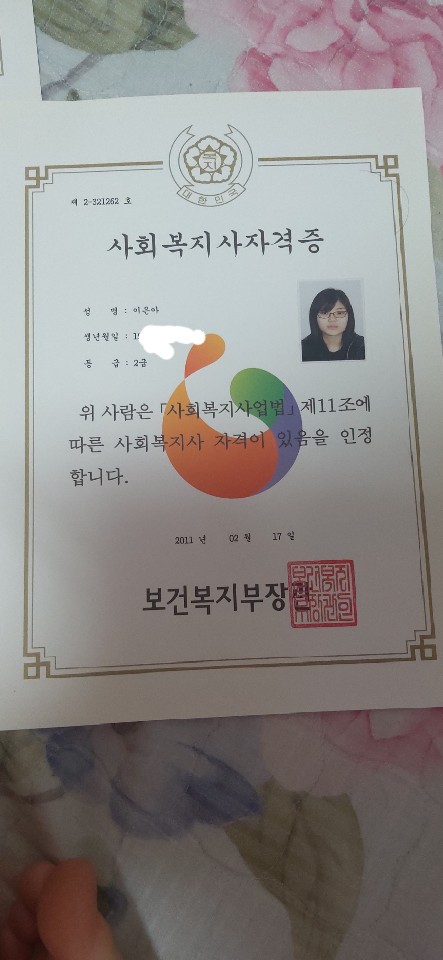 복지
대한민국
제 2-321262 호
사회복지사자격증
성 명 : 이은아
생년월일 : 19
등 급 : 2급
위 사람은 「사회복지사업법」 제11조에
따른 사회복지사 자격이 있음을 인정
합니다.
2011 년 02 월 17 일
보건복지부장관